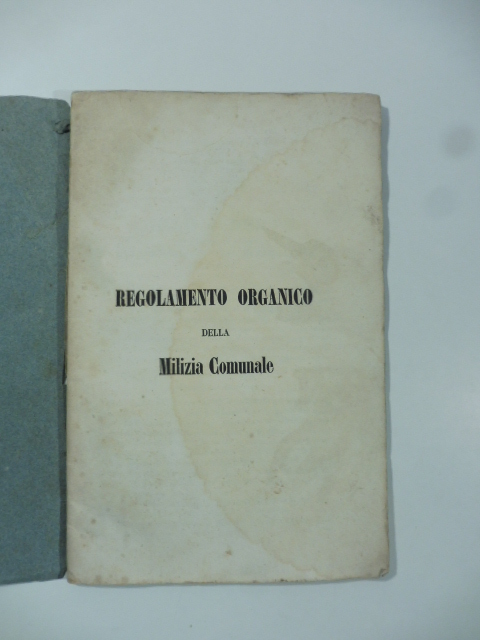 REGOLAMENTO ORGANICO
DELLA
Milizia Comunale